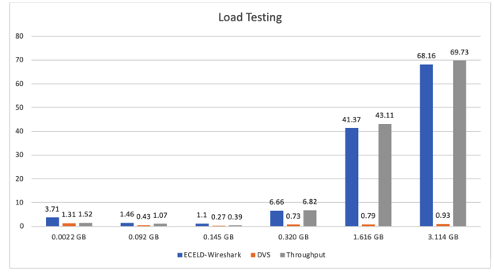 Load Testing
80
70
60
50
40
30
20
10
0
3.71 1.31 1.52
1.46 0.43 1.07
1.1 0.27 0.39
6.66 0.73 6.82
41.37 0.79 43.11
68.16 0.93 69.73
0.0022 GB 0.092 GB 0.145 GB 0.320 GB 1.616 GB 3.114 GB
ECELD-Wireshark DVS Throughput